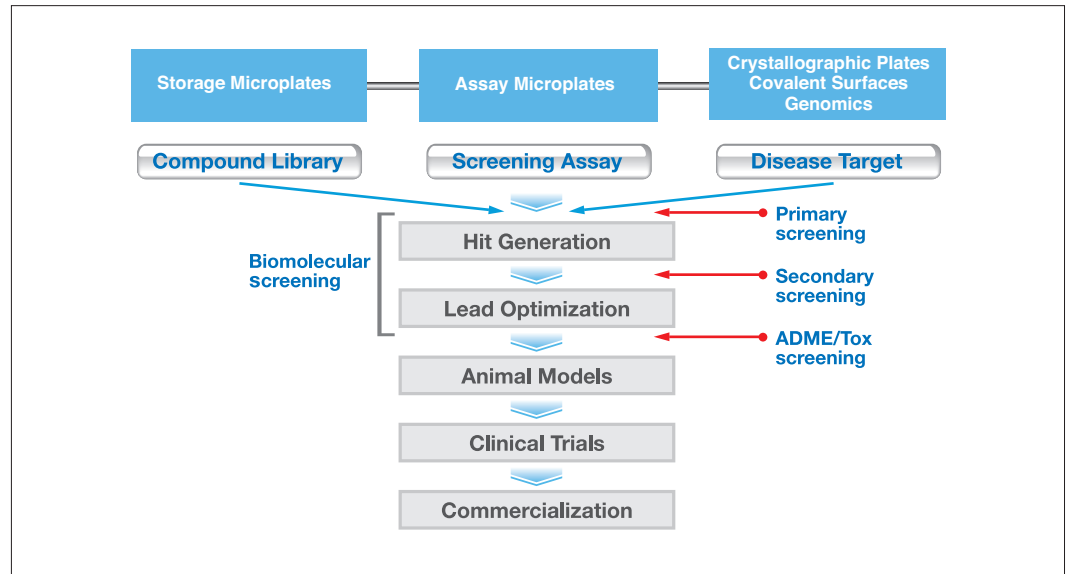 Storage Microplates
Assay Microplates
Crystallographic Plates
Covalent Surfaces
Genomics
Compound Library
Screening Assay
Disease Target
Primary
screening
Hit Generation
Biomolecular
screening
Secondary
screening
Lead Optimization
ADME/Tox
screening
Animal Models
Clinical Trials
Commercialization